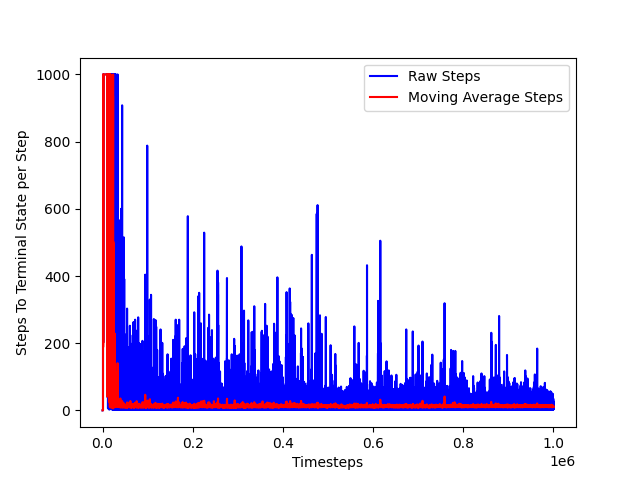 Raw Steps
Moving Average Steps
Steps To Terminal State per Step
1000
800
600
400
200
0
0.0 0.2 0.4 0.6 0.8 1.0
1e6
Timesteps